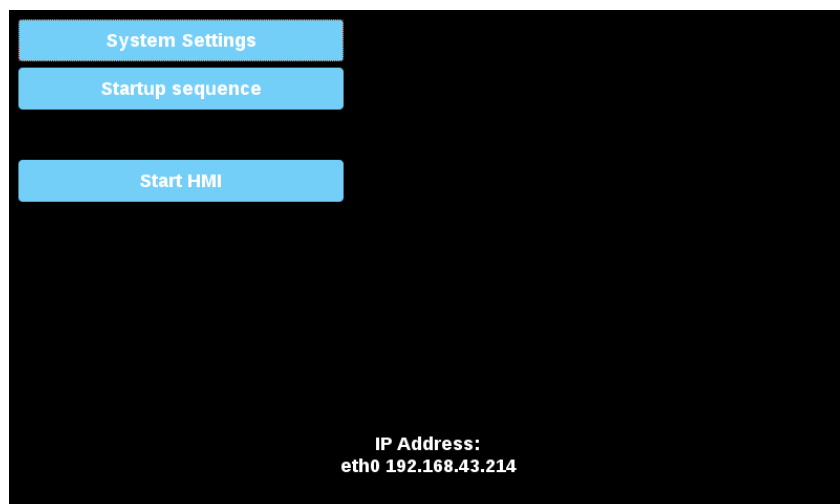 System Settings
Startup sequence
Start HMI
IP Address:
eth0 192.168.43.214